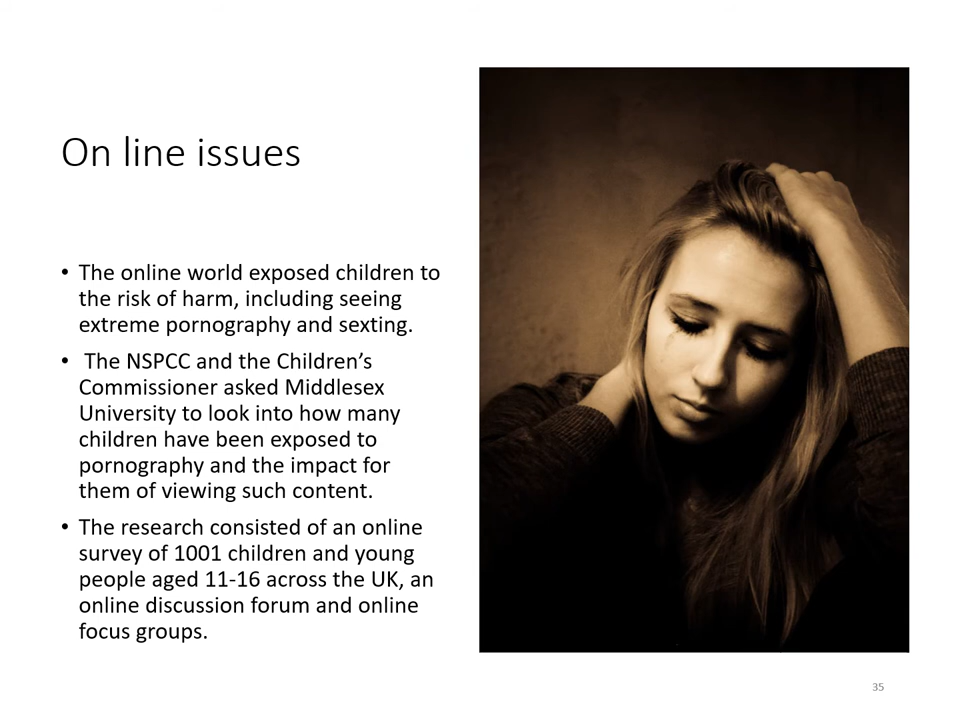 On line issues
• The online world exposed children to
the risk of harm, including seeing
extreme pornography and sexting.
• The NSPCC and the Children’s
Commissioner asked Middlesex
University to look into how many
children have been exposed to
pornography and the impact for
them of viewing such content.
• The research consisted of an online
survey of 1001 children and young
people aged 11-16 across the UK, an
online discussion forum and online
focus groups.
35